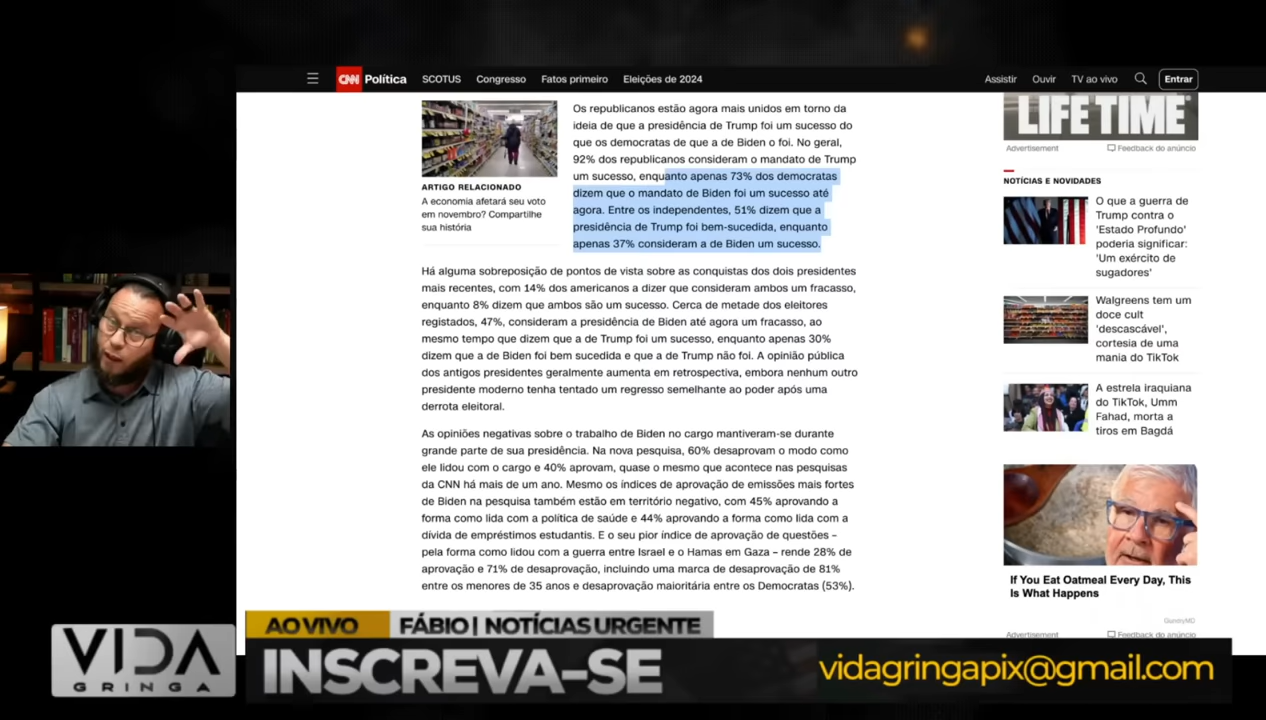 CNN Política
SCOTUS
Congresso
Fatos primeiro
Eleições de 2024
Assistir
Ouvir
TV ao vivo
Entrar
ARTIGO RELACIONADO
A economia afetará seu voto
em novembro? Compartilhe
sua história
Os republicanos estão agora mais unidos em torno da
ideia de que a presidência de Trump foi um sucesso do
que os democratas de que a de Biden o foi. No geral,
92% dos republicanos consideram o mandato de Trump
um sucesso, enquanto apenas 73% dos democratas
dizem que o mandato de Biden foi um sucesso até
agora. Entre os independentes, 51% dizem que a
presidência de Trump foi bem-sucedida, enquanto
apenas 37% consideram a de Biden um sucesso.
Há alguma sobreposição de pontos de vista sobre as conquistas dos dois presidentes
mais recentes, com 14% dos americanos a dizer que consideram ambos um fracasso,
enquanto 8% dizem que ambos são um sucesso. Cerca de metade dos eleitores
registados, 47%, consideram a presidência de Biden até agora um fracasso, ao
mesmo tempo que dizem que a de Trump foi um sucesso, enquanto apenas 30%
dizem que a de Biden foi bem sucedida e que a de Trump não foi. A opinião pública
dos antigos presidentes geralmente aumenta em retrospectiva, embora nenhum outro
presidente moderno tenha tentado um regresso semelhante ao poder após uma
derrota eleitoral.
As opiniões negativas sobre o trabalho de Biden no cargo mantiveram-se durante
grande parte de sua presidência. Na nova pesquisa, 60% desaprovam o modo como
ele lidou com o cargo e 40% aprovam, quase o mesmo que acontece nas pesquisas
da CNN há mais de um ano. Mesmo os índices de aprovação de emissões mais fortes
de Biden na pesquisa também estão em território negativo, com 45% aprovando a
forma como lida com a política de saúde e 44% aprovando a forma como lida com a
dívida de empréstimos estudantis. E o seu pior índice de aprovação de questões –
pela forma como lidou com a guerra entre Israel e o Hamas em Gaza – rende 28% de
aprovação e 71% de desaprovação, incluindo uma marca de desaprovação de 81%
entre os menores de 35 anos e desaprovação maioritária entre os Democratas (53%).
LIFE TIME
Advertisement
Feedback do anúncio
NOTÍCIAS E NOVIDADES
O que a guerra de
Trump contra o
'Estado Profundo'
poderia significar:
'Um exército de
sugadores'
Walgreens tem um
doce cult
'descascável',
cortesia de uma
mania do TikTok
A estrela iraquiana
do TikTok, Umm
Fahad, morta a
tiros em Bagdá
If You Eat Oatmeal Every Day, This
Is What Happens
GundryMD
Advertisement
Feedback do anúncio
AO VIVO
FÁBIO | NOTÍCIAS URGENTE
VIDA
GRINGA
INSCREVA-SE
vidagringapix@gmail.com